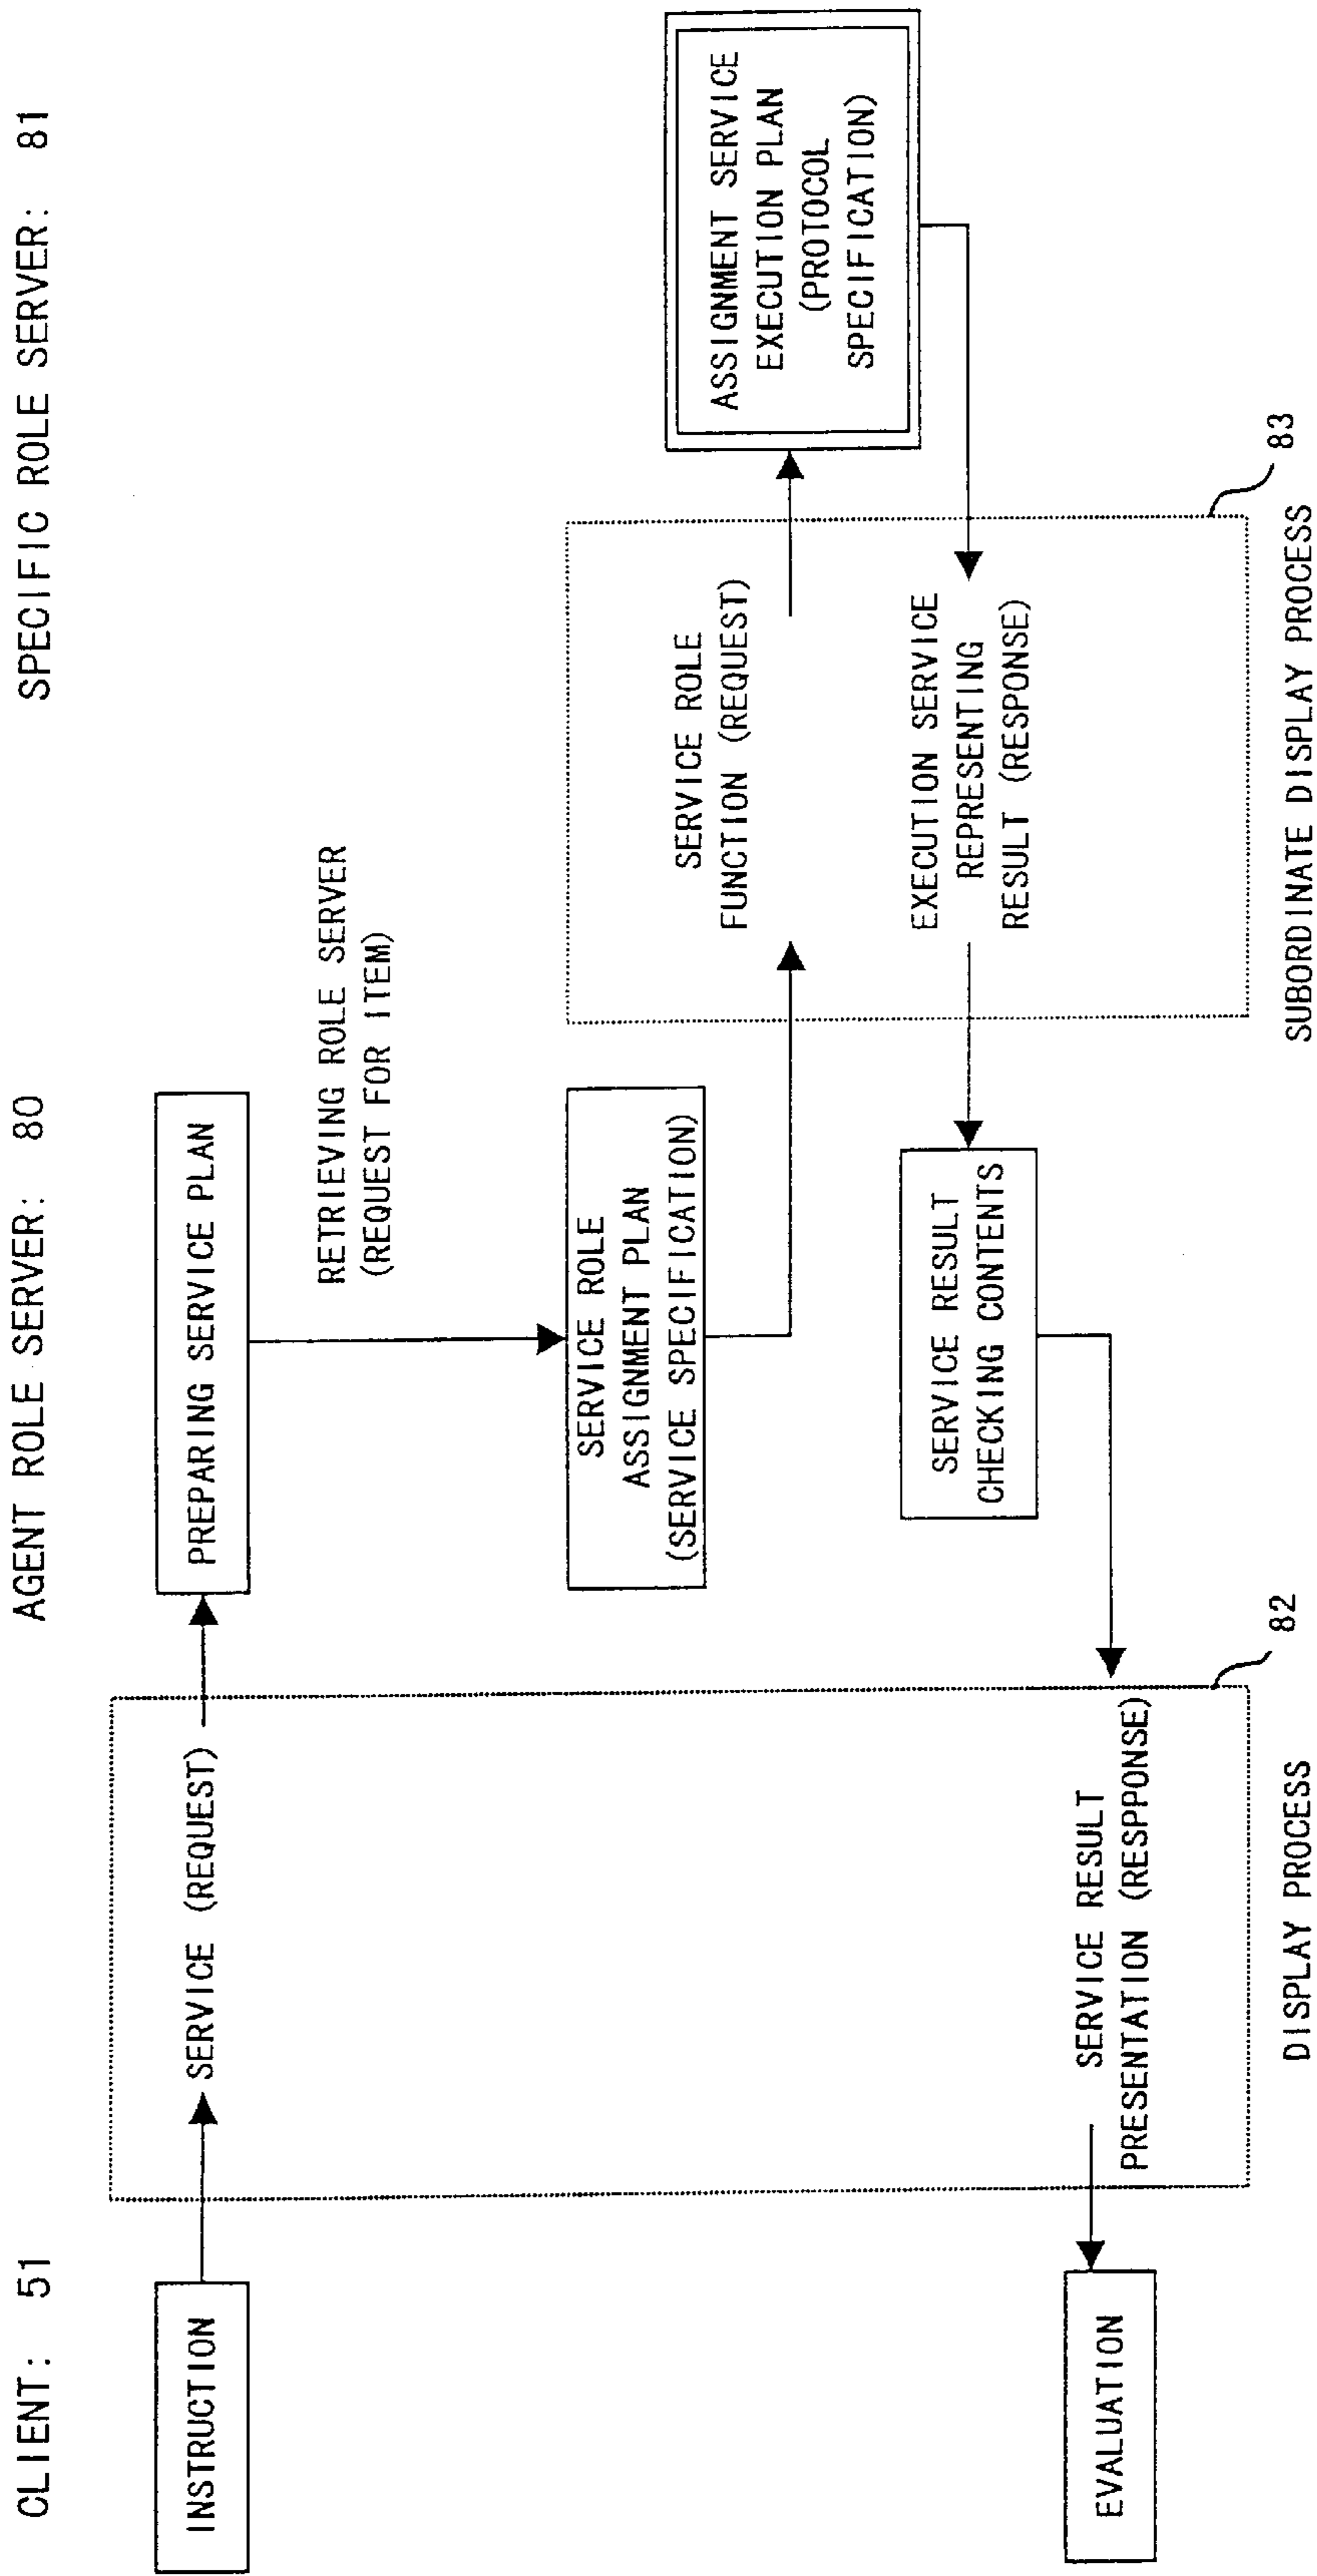 CLIENT: 51
AGENT ROLE SERVER: 80
SPECIFIC ROLE SERVER: 81
INSTRUCTION
SERVICE (REQUEST)
PREPARING SERVICE PLAN
RETRIEVING ROLE SERVER
(REQUEST FOR ITEM)
SERVICE ROLE
ASSIGNMENT PLAN
(SERVICE SPECIFICATION)
SERVICE ROLE
FUNCTION (REQUEST)
ASSIGNMENT SERVICE
EXECUTION PLAN
(PROTOCOL
SPECIFICATION)
EXECUTION SERVICE
REPRESENTING
RESULT (RESPONSE)
SERVICE RESULT
CHECKING CONTENTS
SERVICE RESULT
PRESENTATION (RESPPONSE)
EVALUATION
82
83
DISPLAY PROCESS
SUBORDINATE DISPLAY PROCESS